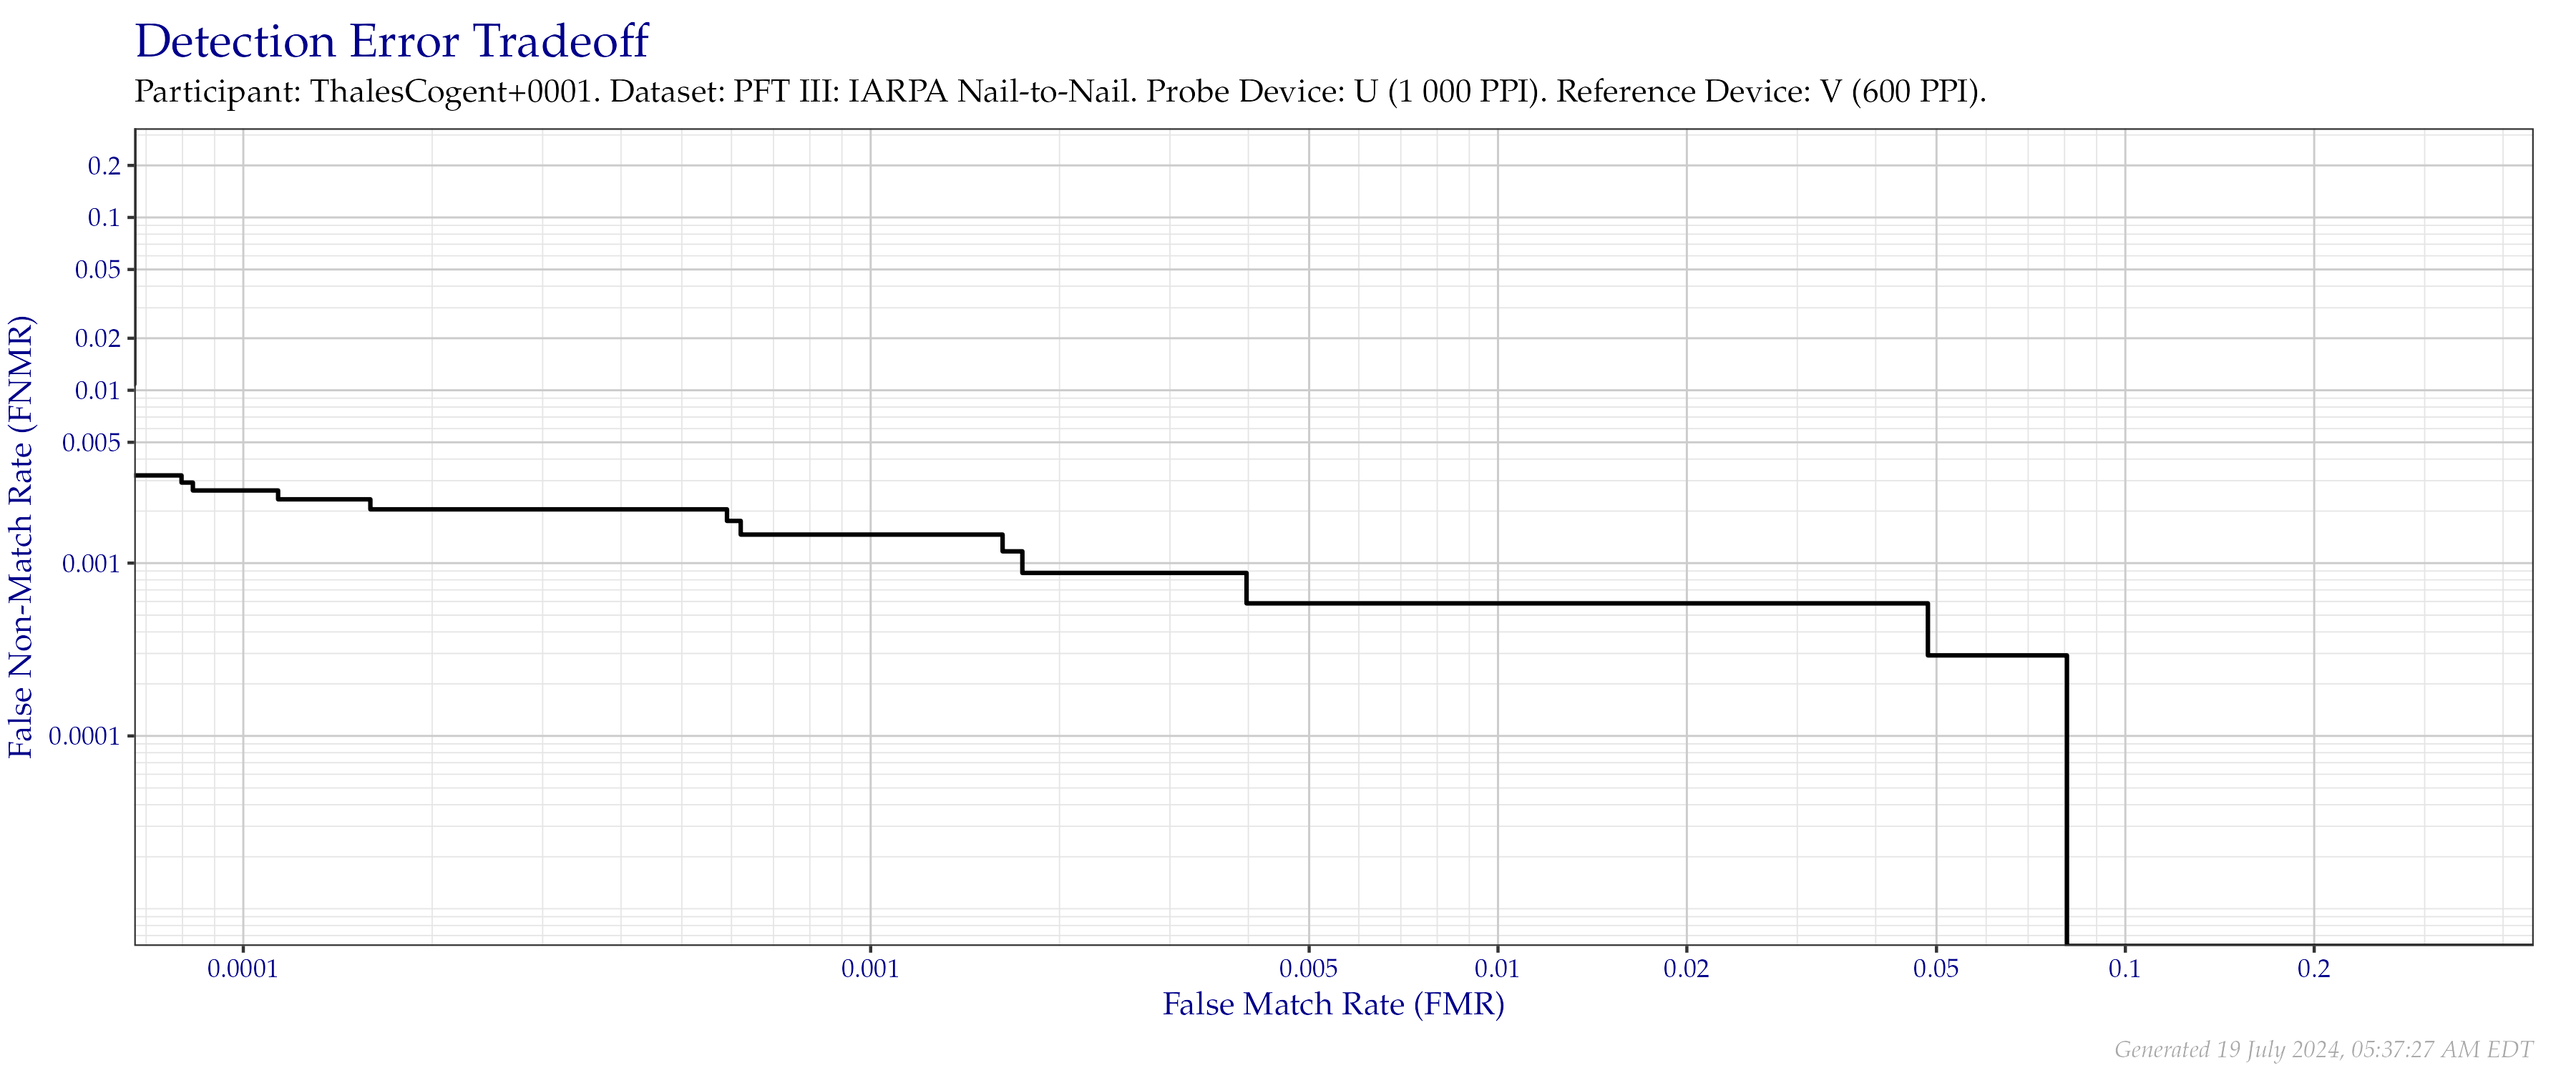 Detection Error Tradeoff
Participant: ThalesCogent+0001. Dataset: PFT III: IARPA Nail-to-Nail. Probe Device: U (1 000 PPI). Reference Device: V (600 PPI).
False Non-Match Rate (FNMR)
0.2
0.1
0.05
0.02
0.01
0.005
0.001
0.0001
0.0001 0.001 0.005 0.01 0.02 0.05 0.1 0.2
False Match Rate (FMR)
Generated 19 July 2024, 05:37:27 AM EDT